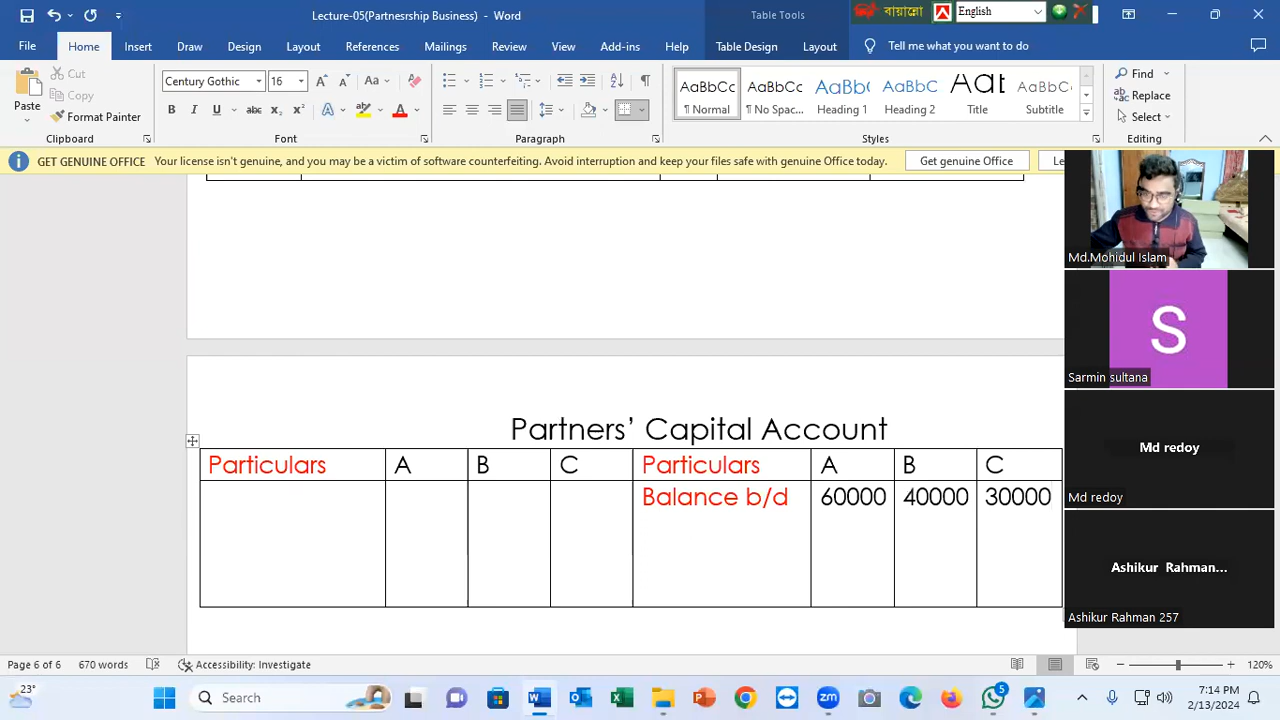 Lecture-05(Partnership Business) - Word
Table Tools
বায়ান্নো
English
File Home Insert Draw Design Layout References Mailings Review View Add-ins Help Table Design Layout Tell me what you want to do
Paste
Cut
Copy
Format Painter
Clipboard
Century Gothic 16
Font
Paragraph
AaBbCc AaBbCc AaBbC AaBbC Aat AaBbC
¶ Normal ¶ No Spac... Heading 1 Heading 2 Title Subtitle
Styles
Find
Replace
Select
Editing
GET GENUINE OFFICE Your license isn't genuine, and you may be a victim of software counterfeiting. Avoid interruption and keep your files safe with genuine Office today. Get genuine Office Le
Md.Mohidul Islam
S
Sarmin sultana
Md redoy
Md redoy
Ashikur Rahman...
Ashikur Rahman 257
Partners’ Capital Account
Particulars A B C Particulars A B C
Balance b/d 60000 40000 30000
Page 6 of 6 670 words Accessibility: Investigate 120%
23°
Search
5
7:14 PM
2/13/2024